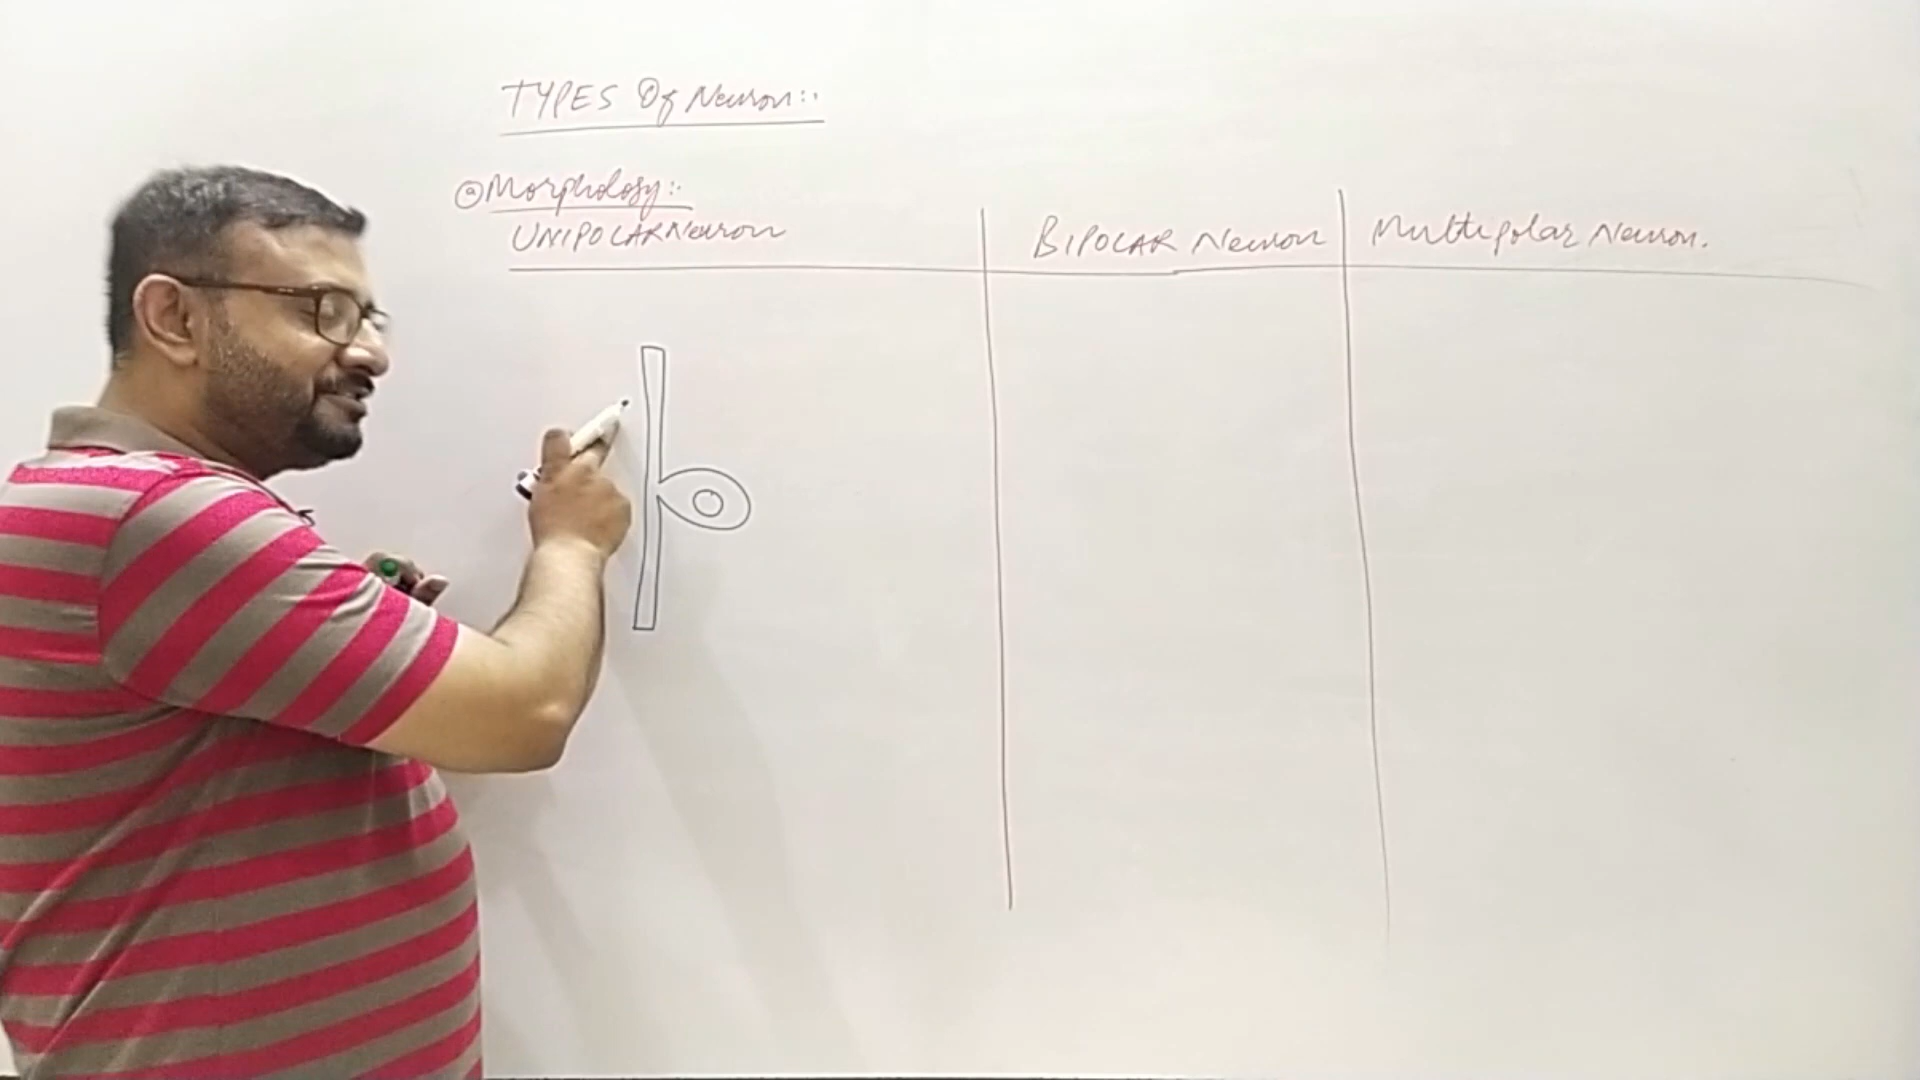 TYPES Of Neuron::
@Morphology::
UNIPOLAR Neuron
BIPOLAR Neuron
Multipolar Neuron.